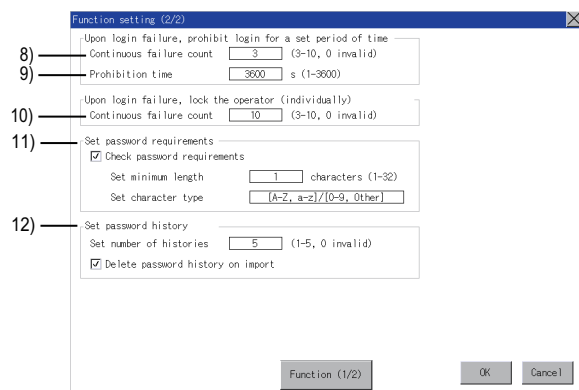 Function setting (2/2)
Upon login failure, prohibit login for a set period of time
8) Continuous failure count 3 (3-10, 0 invalid)
9) Prohibition time 3600 s (1-3600)
Upon login failure, lock the operator (individually)
10) Continuous failure count 10 (3-10, 0 invalid)
11) Set password requirements
Check password requirements
Set minimum length 1 characters (1-32)
Set character type [A-Z, a-z]/[0-9, Other]
12) Set password history
Set number of histories 5 (1-5, 0 invalid)
Delete password history on import
Function (1/2) OK Cancel